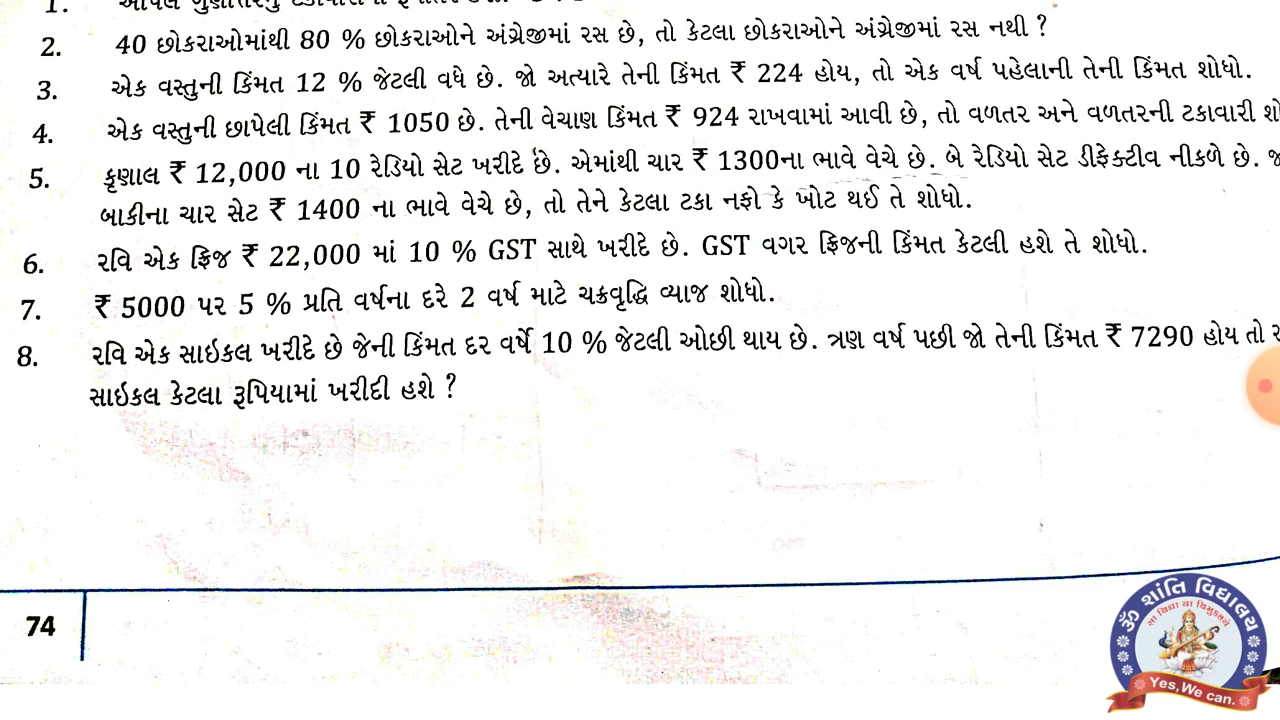 1.
2. 40 છોકરાઓમાંથી 80 % છોકરાઓને અંગ્રેજીમાં રસ છે, તો કેટલા છોકરાઓને અંગ્રેજીમાં રસ નથી ?
3. એક વસ્તુની કિંમત 12 % જેટલી વધે છે. જો અત્યારે તેની કિંમત ₹ 224 હોય, તો એક વર્ષ પહેલાની તેની કિંમત શોધો.
4. એક વસ્તુની છાપેલી કિંમત ₹ 1050 છે. તેની વેચાણ કિંમત ₹ 924 રાખવામાં આવી છે, તો વળતર અને વળતરની ટકાવારી
5. કૃણાલ ₹ 12,000 ના 10 રેડિયો સેટ ખરીદે છે. એમાંથી ચાર ₹ 1300ના ભાવે વેચે છે. બે રેડિયો સેટ ડીફેક્ટીવ નીકળે છે.
બાકીના ચાર સેટ ₹ 1400 ના ભાવે વેચે છે, તો તેને કેટલા ટકા નફો કે ખોટ થઈ તે શોધો.
6. રવિ એક ફ્રિજ ₹ 22,000 માં 10 % GST સાથે ખરીદે છે. GST વગર ફ્રિજની કિંમત કેટલી હશે તે શોધો.
7. ₹ 5000 પર 5 % પ્રતિ વર્ષના દરે 2 વર્ષ માટે ચક્રવૃદ્ધિ વ્યાજ શોધો.
8. રવિ એક સાઇકલ ખરીદે છે જેની કિંમત દર વર્ષે 10 % જેટલી ઓછી થાય છે. ત્રણ વર્ષ પછી જો તેની કિંમત ₹ 7290 હોય તો
સાઇકલ કેટલા રૂપિયામાં ખરીદી હશે ?
74
ૐ શાંતિ વિદ્યાલય
સા વિદ્યા યા વિમુક્તયે
Yes, We can.